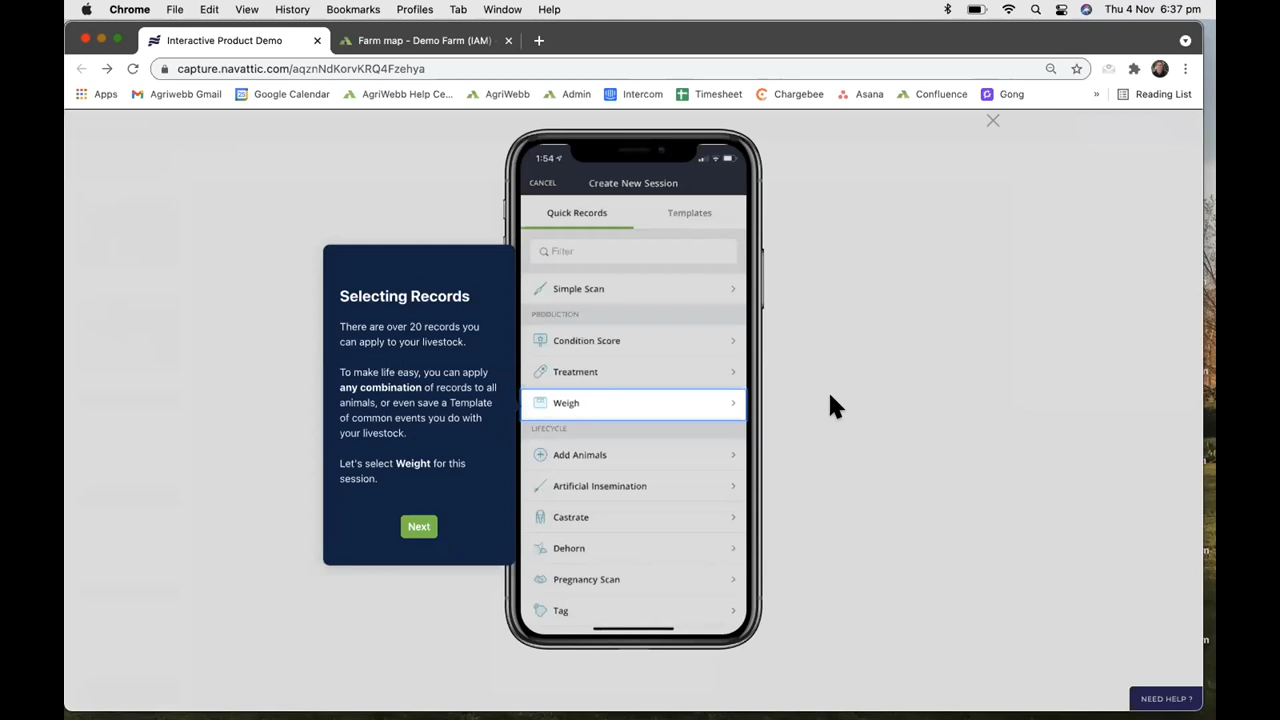 Chrome File Edit View History Bookmarks Profiles Tab Window Help Thu 4 Nov 6:37 pm
Interactive Product Demo Farm map - Demo Farm (IAM)
capture.navattic.com/aqznNdKorvKRQ4Fzehya
Apps Agriwebb Gmail Google Calendar AgriWebb Help Ce... AgriWebb Admin Intercom Timesheet Chargebee Asana Confluence Gong » Reading List
1:54
CANCEL Create New Session
Quick Records Templates
Filter
Simple Scan
PRODUCTION
Condition Score
Treatment
Weigh
LIFECYCLE
Add Animals
Artificial Insemination
Castrate
Dehorn
Pregnancy Scan
Tag
Selecting Records
There are over 20 records you
can apply to your livestock.
To make life easy, you can apply
any combination of records to all
animals, or even save a Template
of common events you do with
your livestock.
Let's select Weight for this
session.
Next
NEED HELP ?